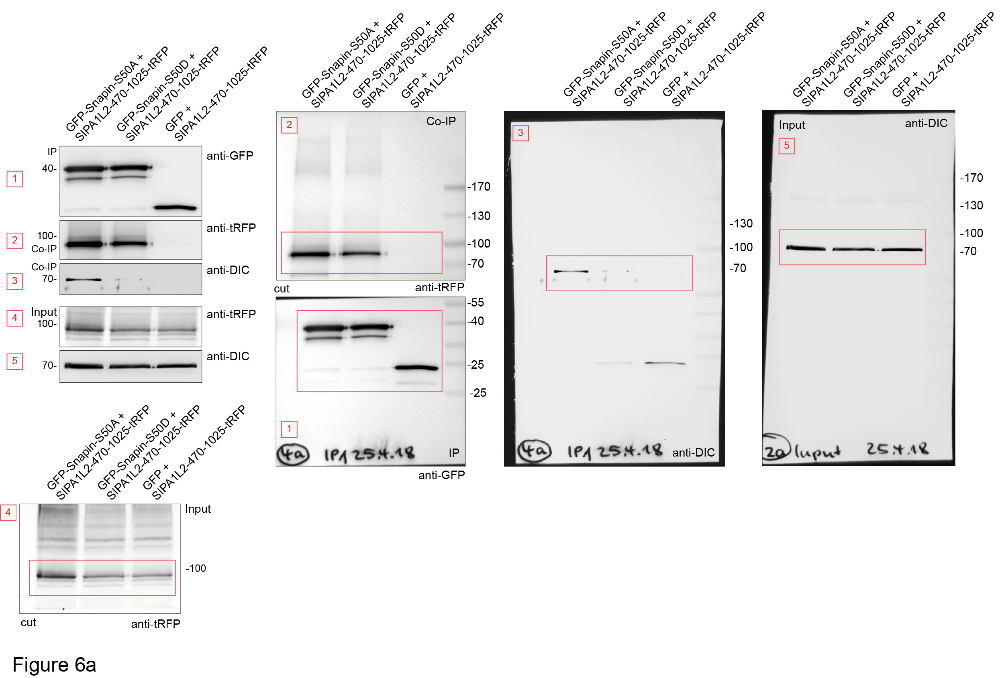 GFP-Snapin-S50A +
SIPA1L2-470-1025-tRFP
GFP-Snapin-S50D +
SIPA1L2-470-1025-tRFP
GFP +
SIPA1L2-470-1025-tRFP
IP
40-
anti-GFP
1
100-
Co-IP
anti-tRFP
2
Co-IP
70-
anti-DIC
3
Input
100-
anti-tRFP
4
70-
anti-DIC
5
GFP-Snapin-S50A +
SIPA1L2-470-1025-tRFP
GFP-Snapin-S50D +
SIPA1L2-470-1025-tRFP
GFP +
SIPA1L2-470-1025-tRFP
2
Co-IP
-170
-130
-100
-70
cut
anti-tRFP
-55
-40
-25
-25
1
4a IP1 25.4.18
IP
anti-GFP
GFP-Snapin-S50A +
SIPA1L2-470-1025-tRFP
GFP-Snapin-S50D +
SIPA1L2-470-1025-tRFP
GFP +
SIPA1L2-470-1025-tRFP
3
-130
-100
-70
4a IP1 25.4.18
anti-DIC
GFP-Snapin-S50A +
SIPA1L2-470-1025-tRFP
GFP-Snapin-S50D +
SIPA1L2-470-1025-tRFP
GFP +
SIPA1L2-470-1025-tRFP
Input
anti-DIC
5
-170
-130
-100
-70
2a Input 25.4.18
GFP-Snapin-S50A +
SIPA1L2-470-1025-tRFP
GFP-Snapin-S50D +
SIPA1L2-470-1025-tRFP
GFP +
SIPA1L2-470-1025-tRFP
4
Input
-100
cut
anti-tRFP
Figure 6a